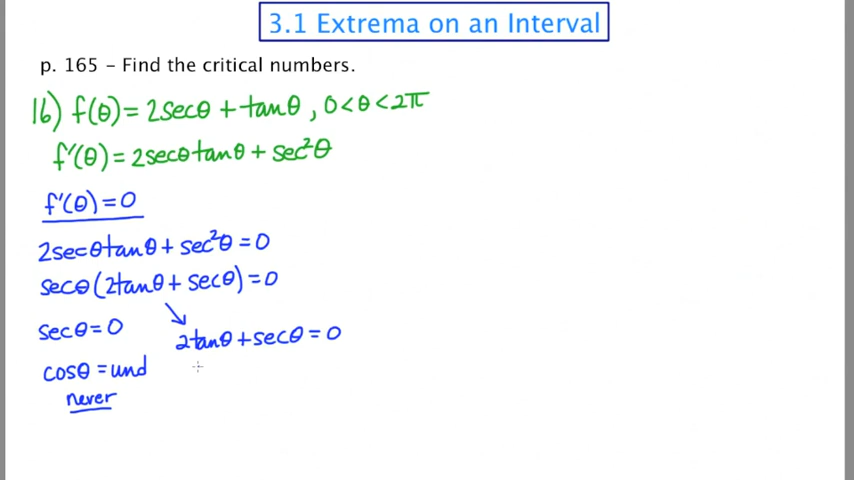 3.1 Extrema on an Interval
p. 165 – Find the critical numbers.
16) f(θ) = 2secθ + tanθ , 0 < θ < 2π
f'(θ) = 2secθtanθ + sec²θ
f'(θ) = 0
2secθtanθ + sec²θ = 0
secθ(2tanθ + secθ) = 0
secθ = 0
2tanθ + secθ = 0
cosθ = und
never